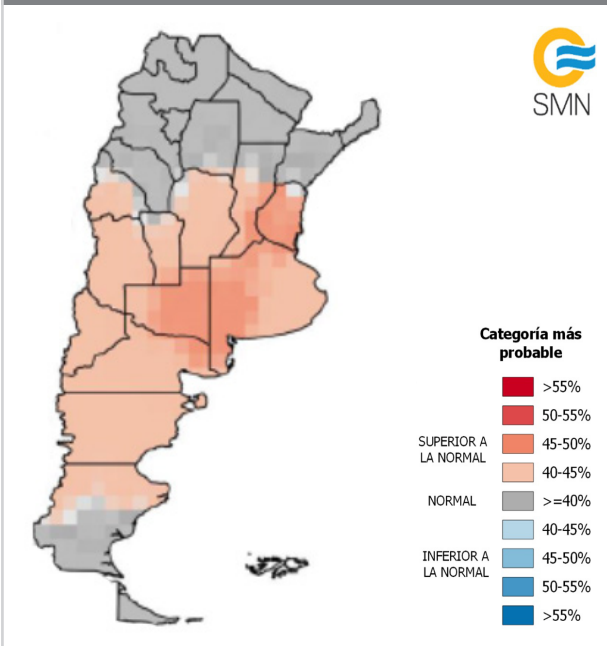 SMN
Categoría más
probable
>55%
50-55%
SUPERIOR A
LA NORMAL
45-50%
40-45%
NORMAL
>=40%
40-45%
INFERIOR A
LA NORMAL
45-50%
50-55%
>55%